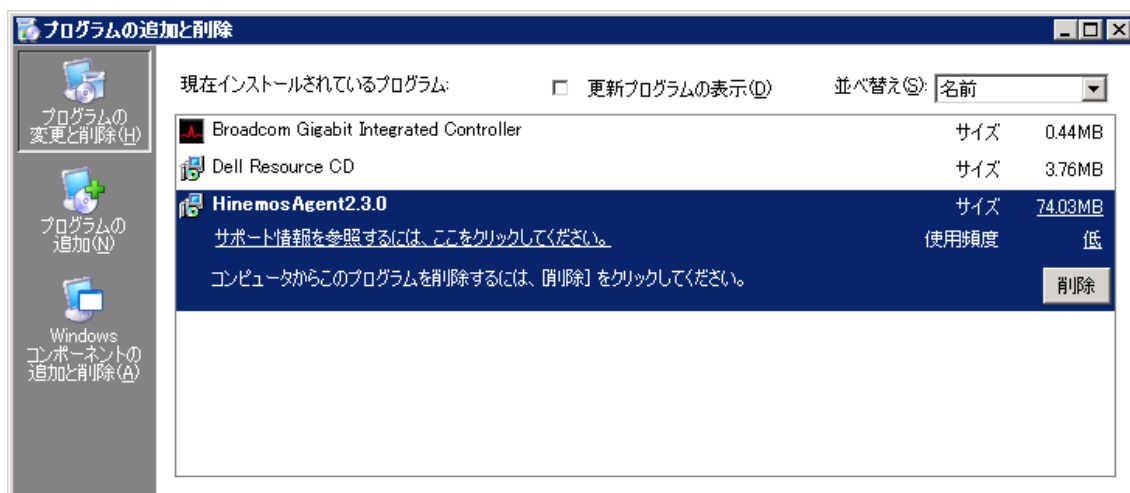 プログラムの追加と削除
プログラムの
変更と削除(H)
プログラムの
追加(N)
Windows
コンポーネントの
追加と削除(A)
現在インストールされているプログラム:
更新プログラムの表示(D)
並べ替え(S):
名前
Broadcom Gigabit Integrated Controller サイズ 0.44MB
Dell Resource CD サイズ 3.76MB
HinemosAgent2.3.0 サイズ 74.03MB
サポート情報を参照するには、ここをクリックしてください。 使用頻度 低
コンピュータからこのプログラムを削除するには、[削除] をクリックしてください。
削除